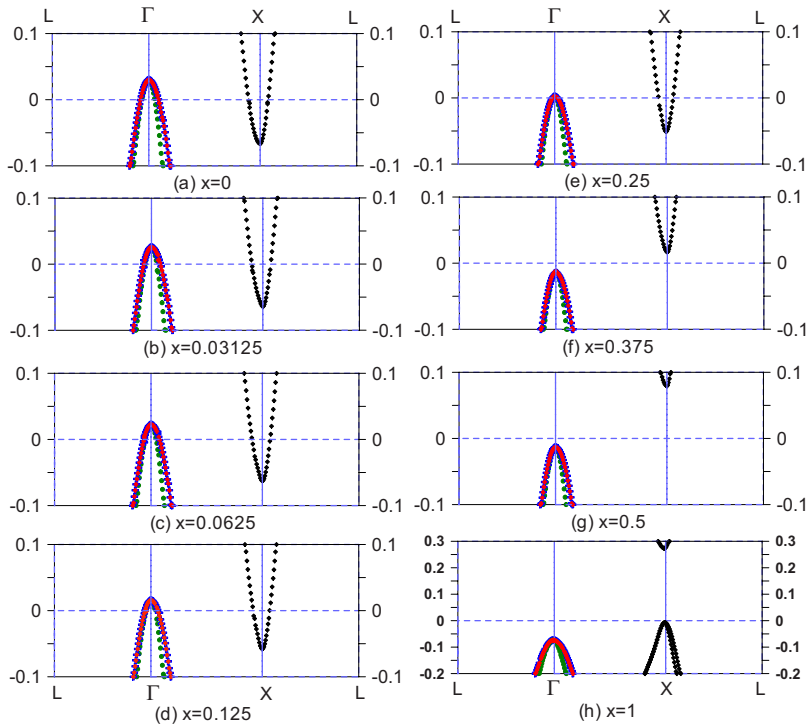 L Γ X L
0.1 0.1
0 0
-0.1 -0.1
(a) x=0
0.1 0.1
0 0
-0.1 -0.1
(b) x=0.03125
0.1 0.1
0 0
-0.1 -0.1
(c) x=0.0625
0.1 0.1
0 0
-0.1 -0.1
L Γ X L
(d) x=0.125
L Γ X L
0.1 0.1
0 0
-0.1 -0.1
(e) x=0.25
0.1 0.1
0 0
-0.1 -0.1
(f) x=0.375
0.1 0.1
0 0
-0.1 -0.1
(g) x=0.5
0.3 0.3
0.2 0.2
0.1 0.1
0 0
-0.1 -0.1
-0.2 -0.2
L Γ X L
(h) x=1